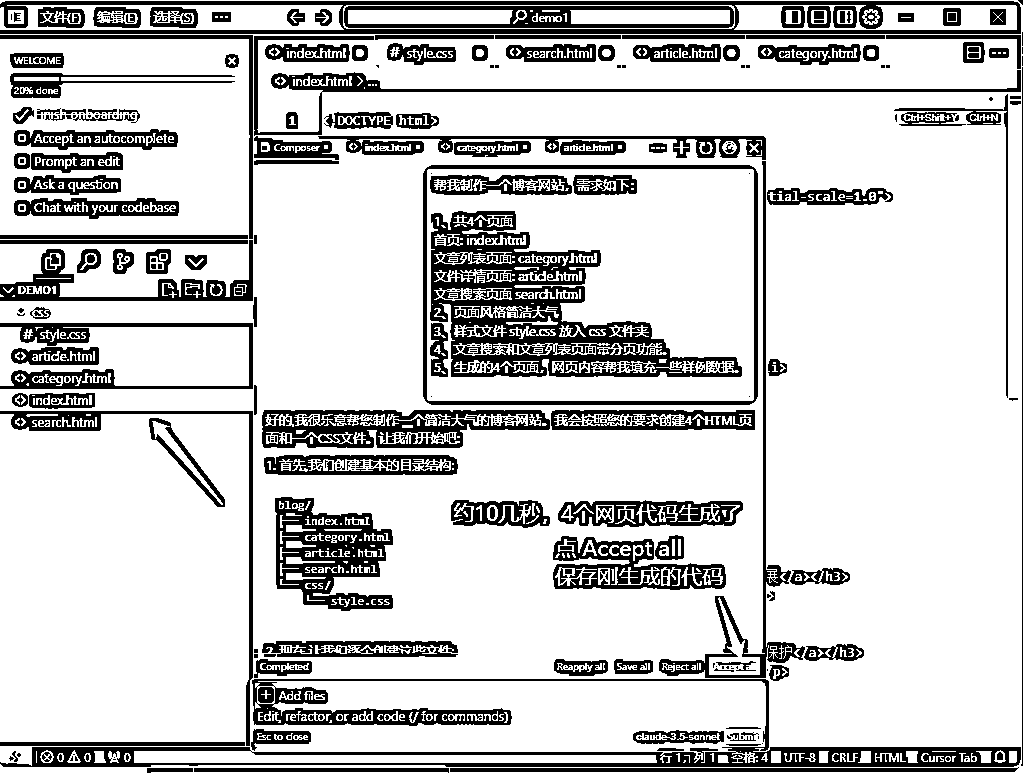 文件(F) 编辑(E) 选择(S) ···
demo1
WELCOME
20% done
Finish onboarding
Accept an autocomplete
Prompt an edit
Ask a question
Chat with your codebase
DEMO1
css
# style.css
article.html
category.html
index.html
search.html
index.html
# style.css
search.html
article.html
category.html
index.html > ...
1 <!DOCTYPE html>
Ctrl+Shift+Y Ctrl+N
Composer index.html category.html article.html
帮我制作一个博客网站。需求如下:
1、共4个页面
首页: index.html
文章列表页面: category.html
文件详情页面: article.html
文章搜索页面 search.html
2、页面风格简洁大气
3、样式文件 style.css 放入 css 文件夹
4、文章搜索和文章列表页面带分页功能。
5、生成的4个页面，网页内容帮我填充一些样例数据。
tial-scale=1.0">
i>
好的,我很乐意帮您制作一个简洁大气的博客网站。我会按照您的要求创建4个HTML页
面和一个CSS文件。让我们开始吧:
1. 首先,我们创建基本的目录结构:
blog/
index.html
category.html
article.html
search.html
css/
style.css
约10几秒，4个网页代码生成了
点 Accept all
保存刚生成的代码
展</a></h3>
>
保护</a></h3>
p>
2. 现在,让我们逐个创建这些文件:
Completed
Reapply all Save all Reject all Accept all
+ Add files
Edit, refactor, or add code (/ for commands)
Esc to close
claude-3.5-sonnet Submit
0 0 0
行 1, 列 1 空格: 4 UTF-8 CRLF HTML Cursor Tab